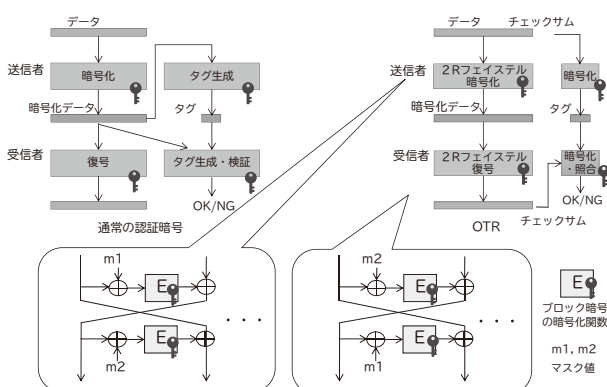 データ
送信者
暗号化
タグ生成
暗号化データ
タグ
受信者
復号
タグ生成・検証
OK/NG
通常の認証暗号
データ
チェックサム
送信者
2Rフェイステル
暗号化
暗号化
暗号化データ
タグ
受信者
2Rフェイステル
復号
暗号化
・照合
OK/NG
チェックサム
OTR
m1
E
E
m2
・・・
m2
E
E
m1
・・・
E
ブロック暗号
の暗号化関数
m1, m2
マスク値